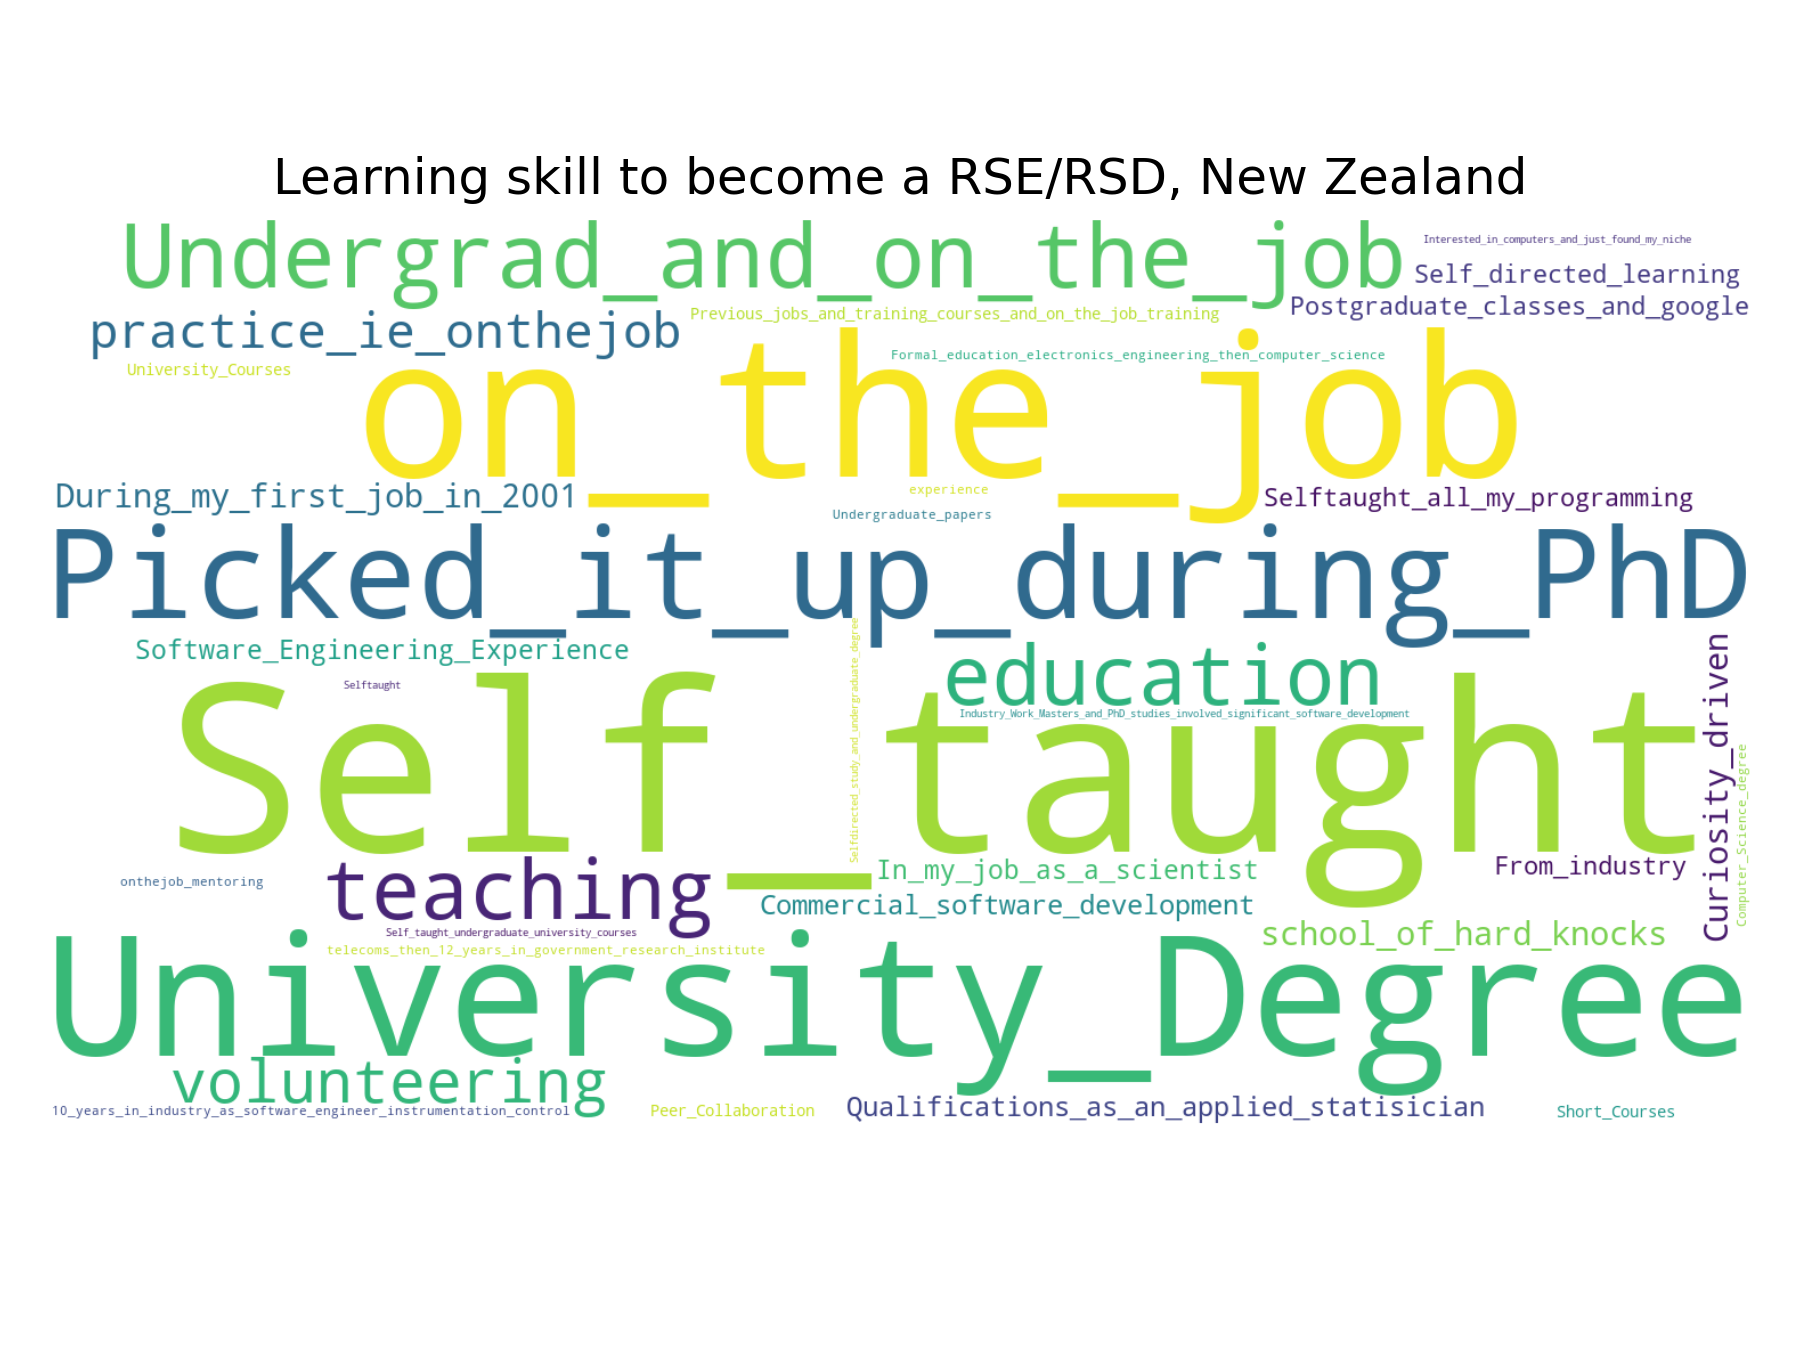 Learning skill to become a RSE/RSD, New Zealand
Undergrad_and_on_the_job
Interested_in_computers_and_just_found_my_niche
Self_directed_learning
Postgraduate_classes_and_google
Previous_jobs_and_training_courses_and_on_the_job_training
practice_ie_onthejob
Formal_education_electronics_engineering_then_computer_science
University_Courses
on_the_job
During_my_first_job_in_2001
experience
Selftaught_all_my_programming
Undergraduate_papers
Picked_it_up_during_PhD
Software_Engineering_Experience
education
Selftaught
Industry_Work_Masters_and_PhD_studies_involved_significant_software_development
Selfdirected_study_and_undergraduate_degree
Self_taught
Curiosity_driven
Computer_Science_degree
onthejob_mentoring
teaching
In_my_job_as_a_scientist
From_industry
Commercial_software_development
Self_taught_undergraduate_university_courses
school_of_hard_knocks
telecoms_then_12_years_in_government_research_institute
University_Degree
volunteering
10_years_in_industry_as_software_engineer_instrumentation_control
Peer_Collaboration
Qualifications_as_an_applied_statisician
Short_Courses